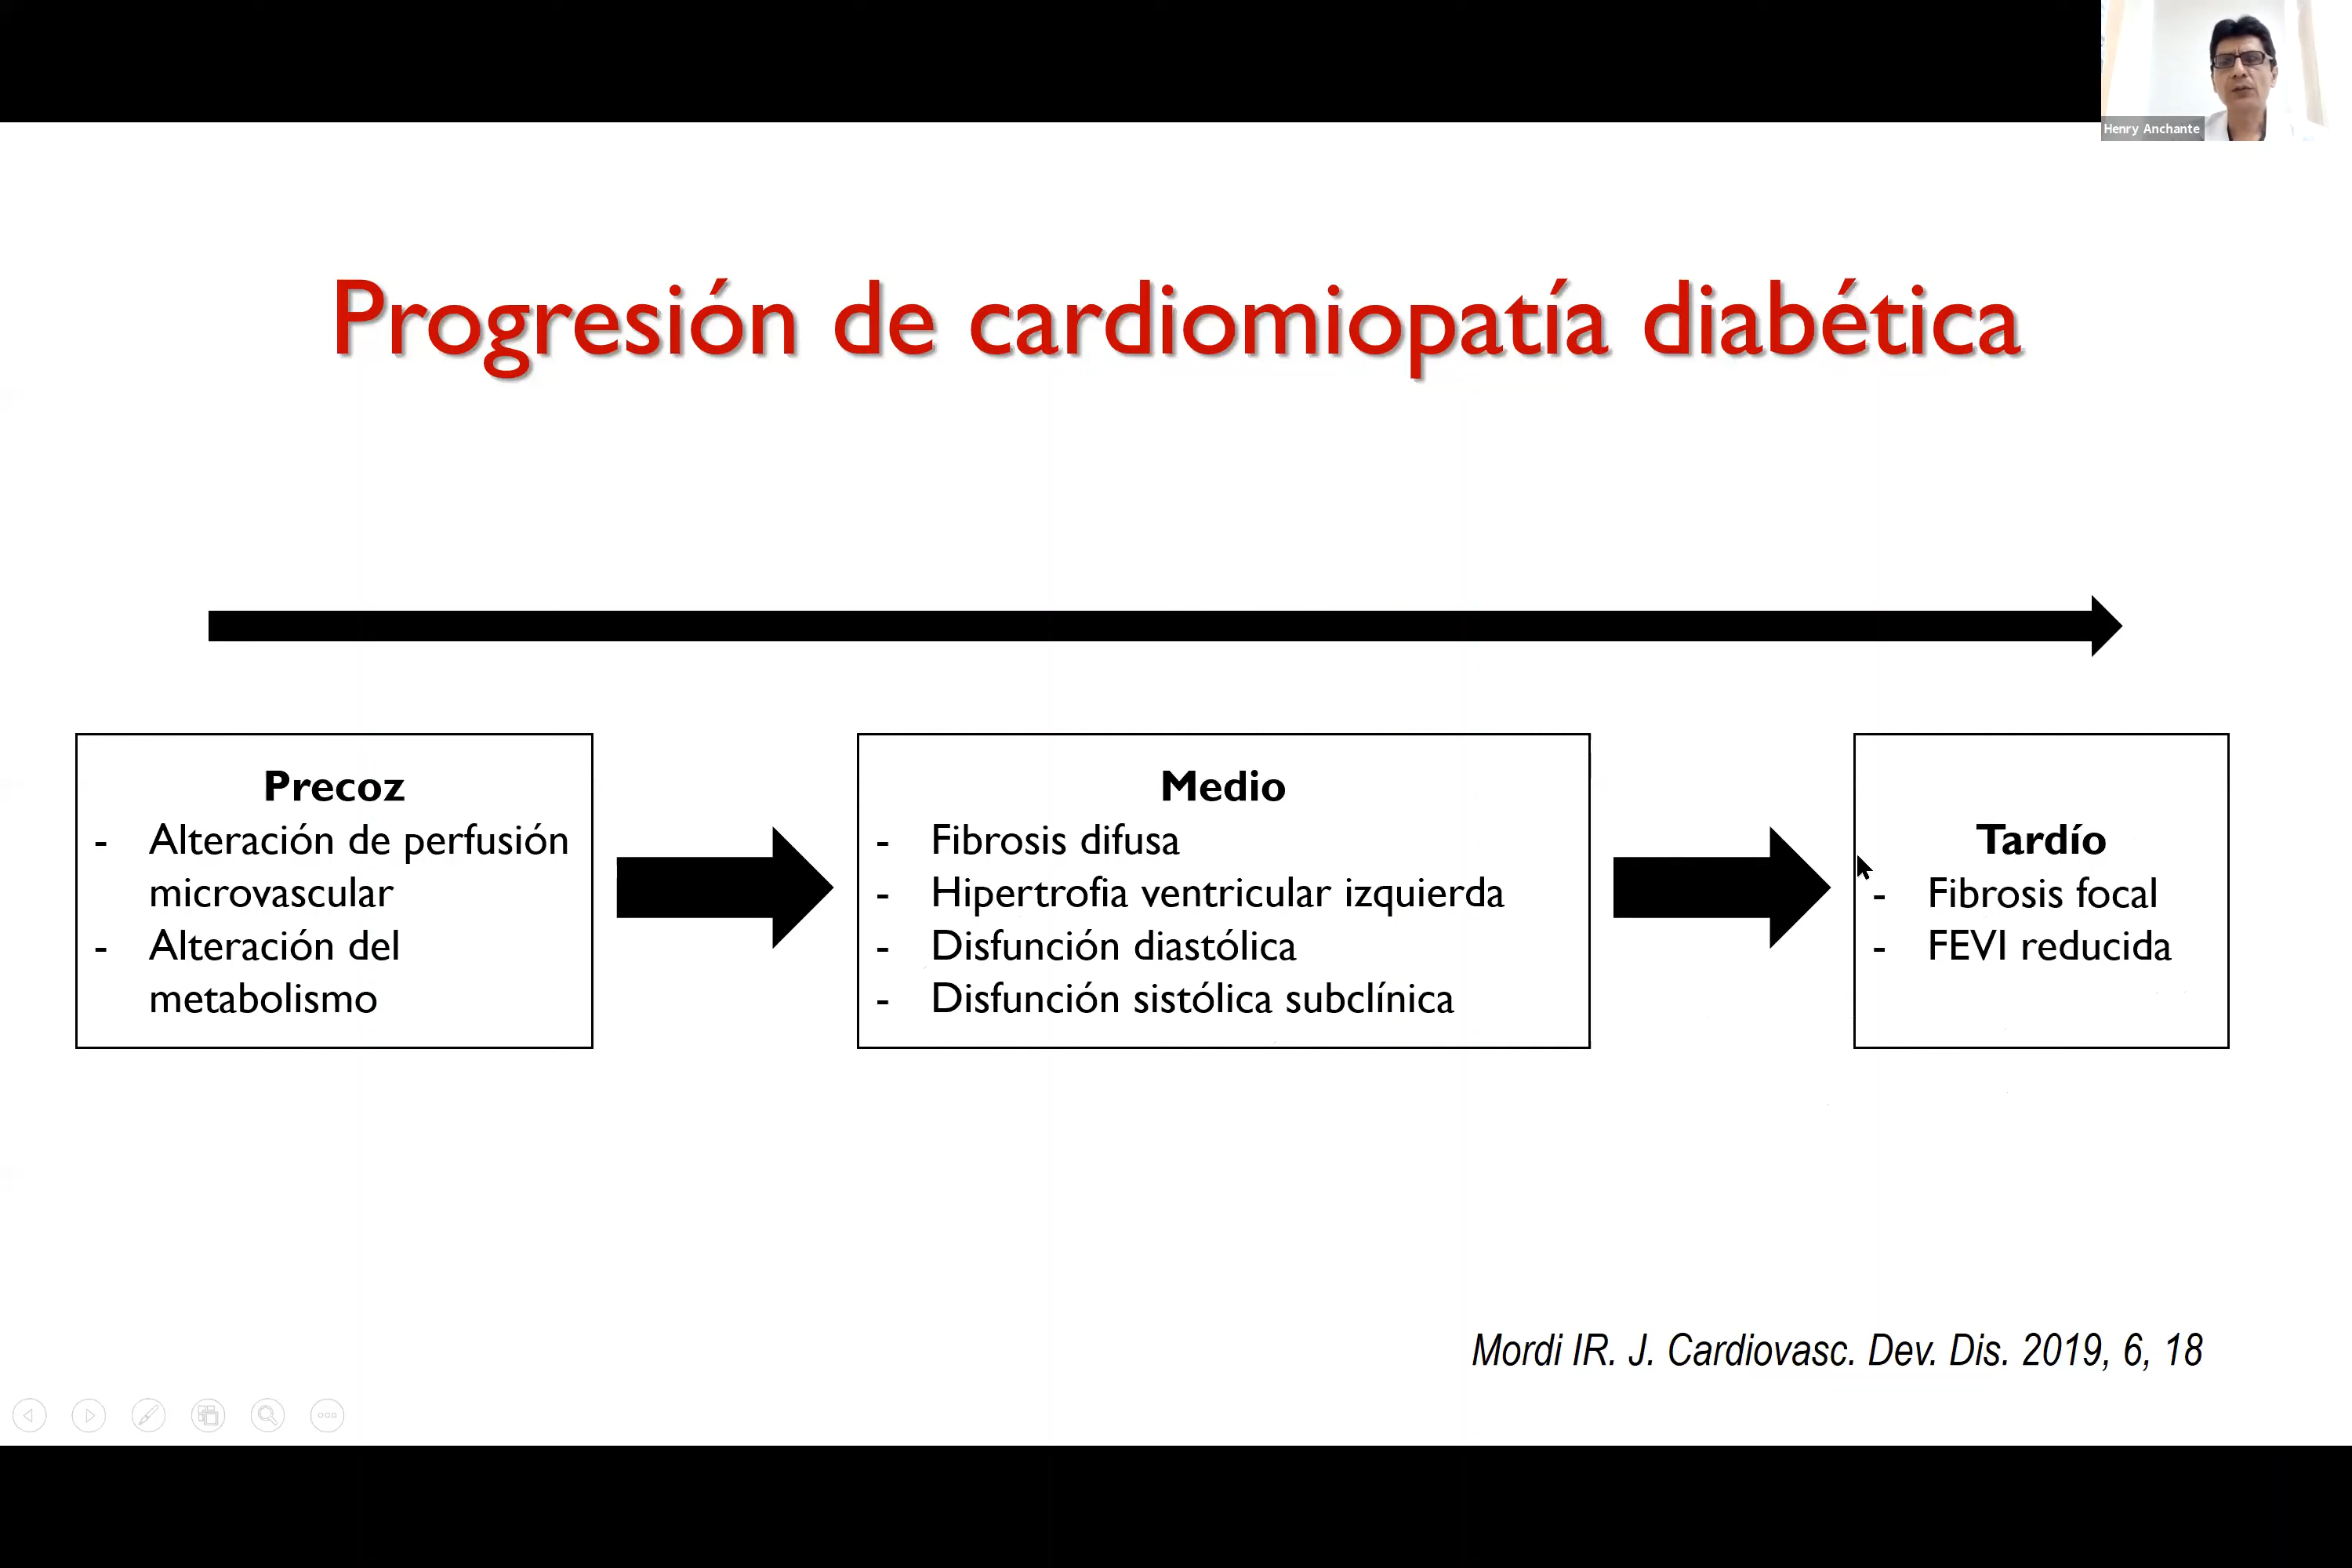 Henry Anchante
Progresión de cardiomiopatía diabética
Precoz
- Alteración de perfusión
microvascular
- Alteración del
metabolismo
Medio
- Fibrosis difusa
- Hipertrofia ventricular izquierda
- Disfunción diastólica
- Disfunción sistólica subclínica
Tardío
- Fibrosis focal
- FEVI reducida
Mordi IR. J. Cardiovasc. Dev. Dis. 2019, 6, 18